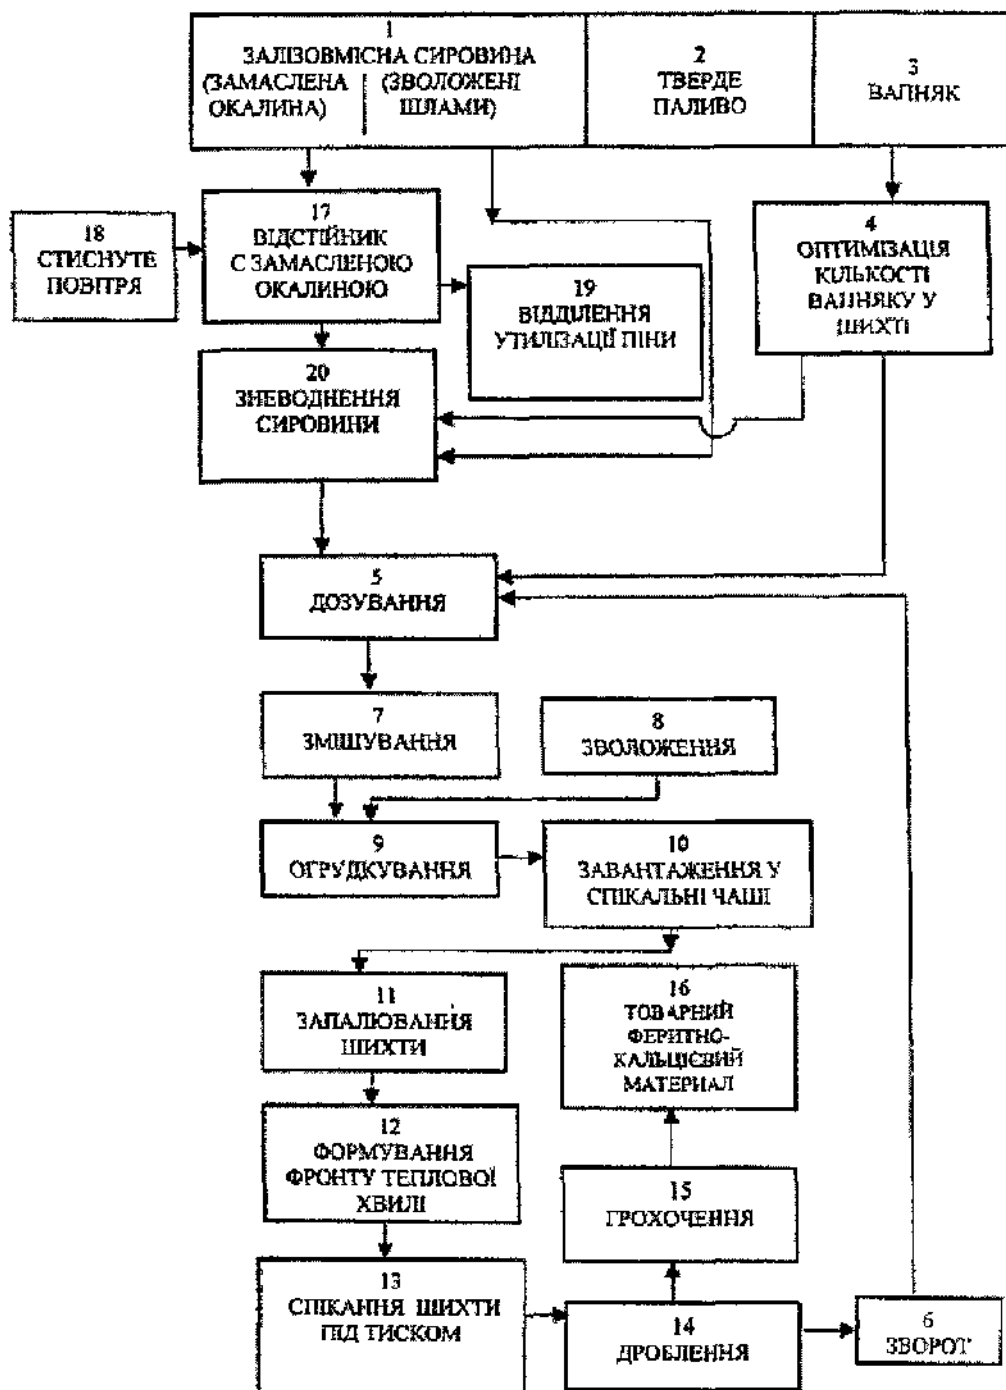 1
ЗАЛІЗОВМІСНА СИРОВИНА
(ЗАМАСЛЕНА (ЗВОЛОЖЕНІ
ОКАЛИНА) ШЛАМИ)
2
ТВЕРДЕ
ПАЛИВО
3
ВАПНЯК
18
СТИСНУТЕ
ПОВІТРЯ
17
ВІДСТІЙНИК
С ЗАМАСЛЕНОЮ
ОКАЛИНОЮ
19
ВІДДІЛЕННЯ
УТИЛІЗАЦІЇ ПІНИ
4
ОПТИМІЗАЦІЯ
КІЛЬКОСТІ
ВАПНЯКУ У
ШИХТІ
20
ЗНЕВОДНЕННЯ
СИРОВИНИ
5
ДОЗУВАННЯ
7
ЗМІШУВАННЯ
8
ЗВОЛОЖЕННЯ
9
ОГРУДКУВАННЯ
10
ЗАВАНТАЖЕННЯ У
СПІКАЛЬНІ ЧАШІ
11
ЗАПАЛЮВАННЯ
ШИХТИ
16
ТОВАРНИЙ
ФЕРИТНО-
КАЛЬЦІЄВИЙ
МАТЕРИАЛ
12
ФОРМУВАННЯ
ФРОНТУ ТЕПЛОВОЇ
ХВИЛІ
15
ГРОХОЧЕННЯ
13
СПІКАННЯ ШИХТИ
ПІД ТИСКОМ
14
ДРОБЛЕННЯ
6
ЗВОРОТ